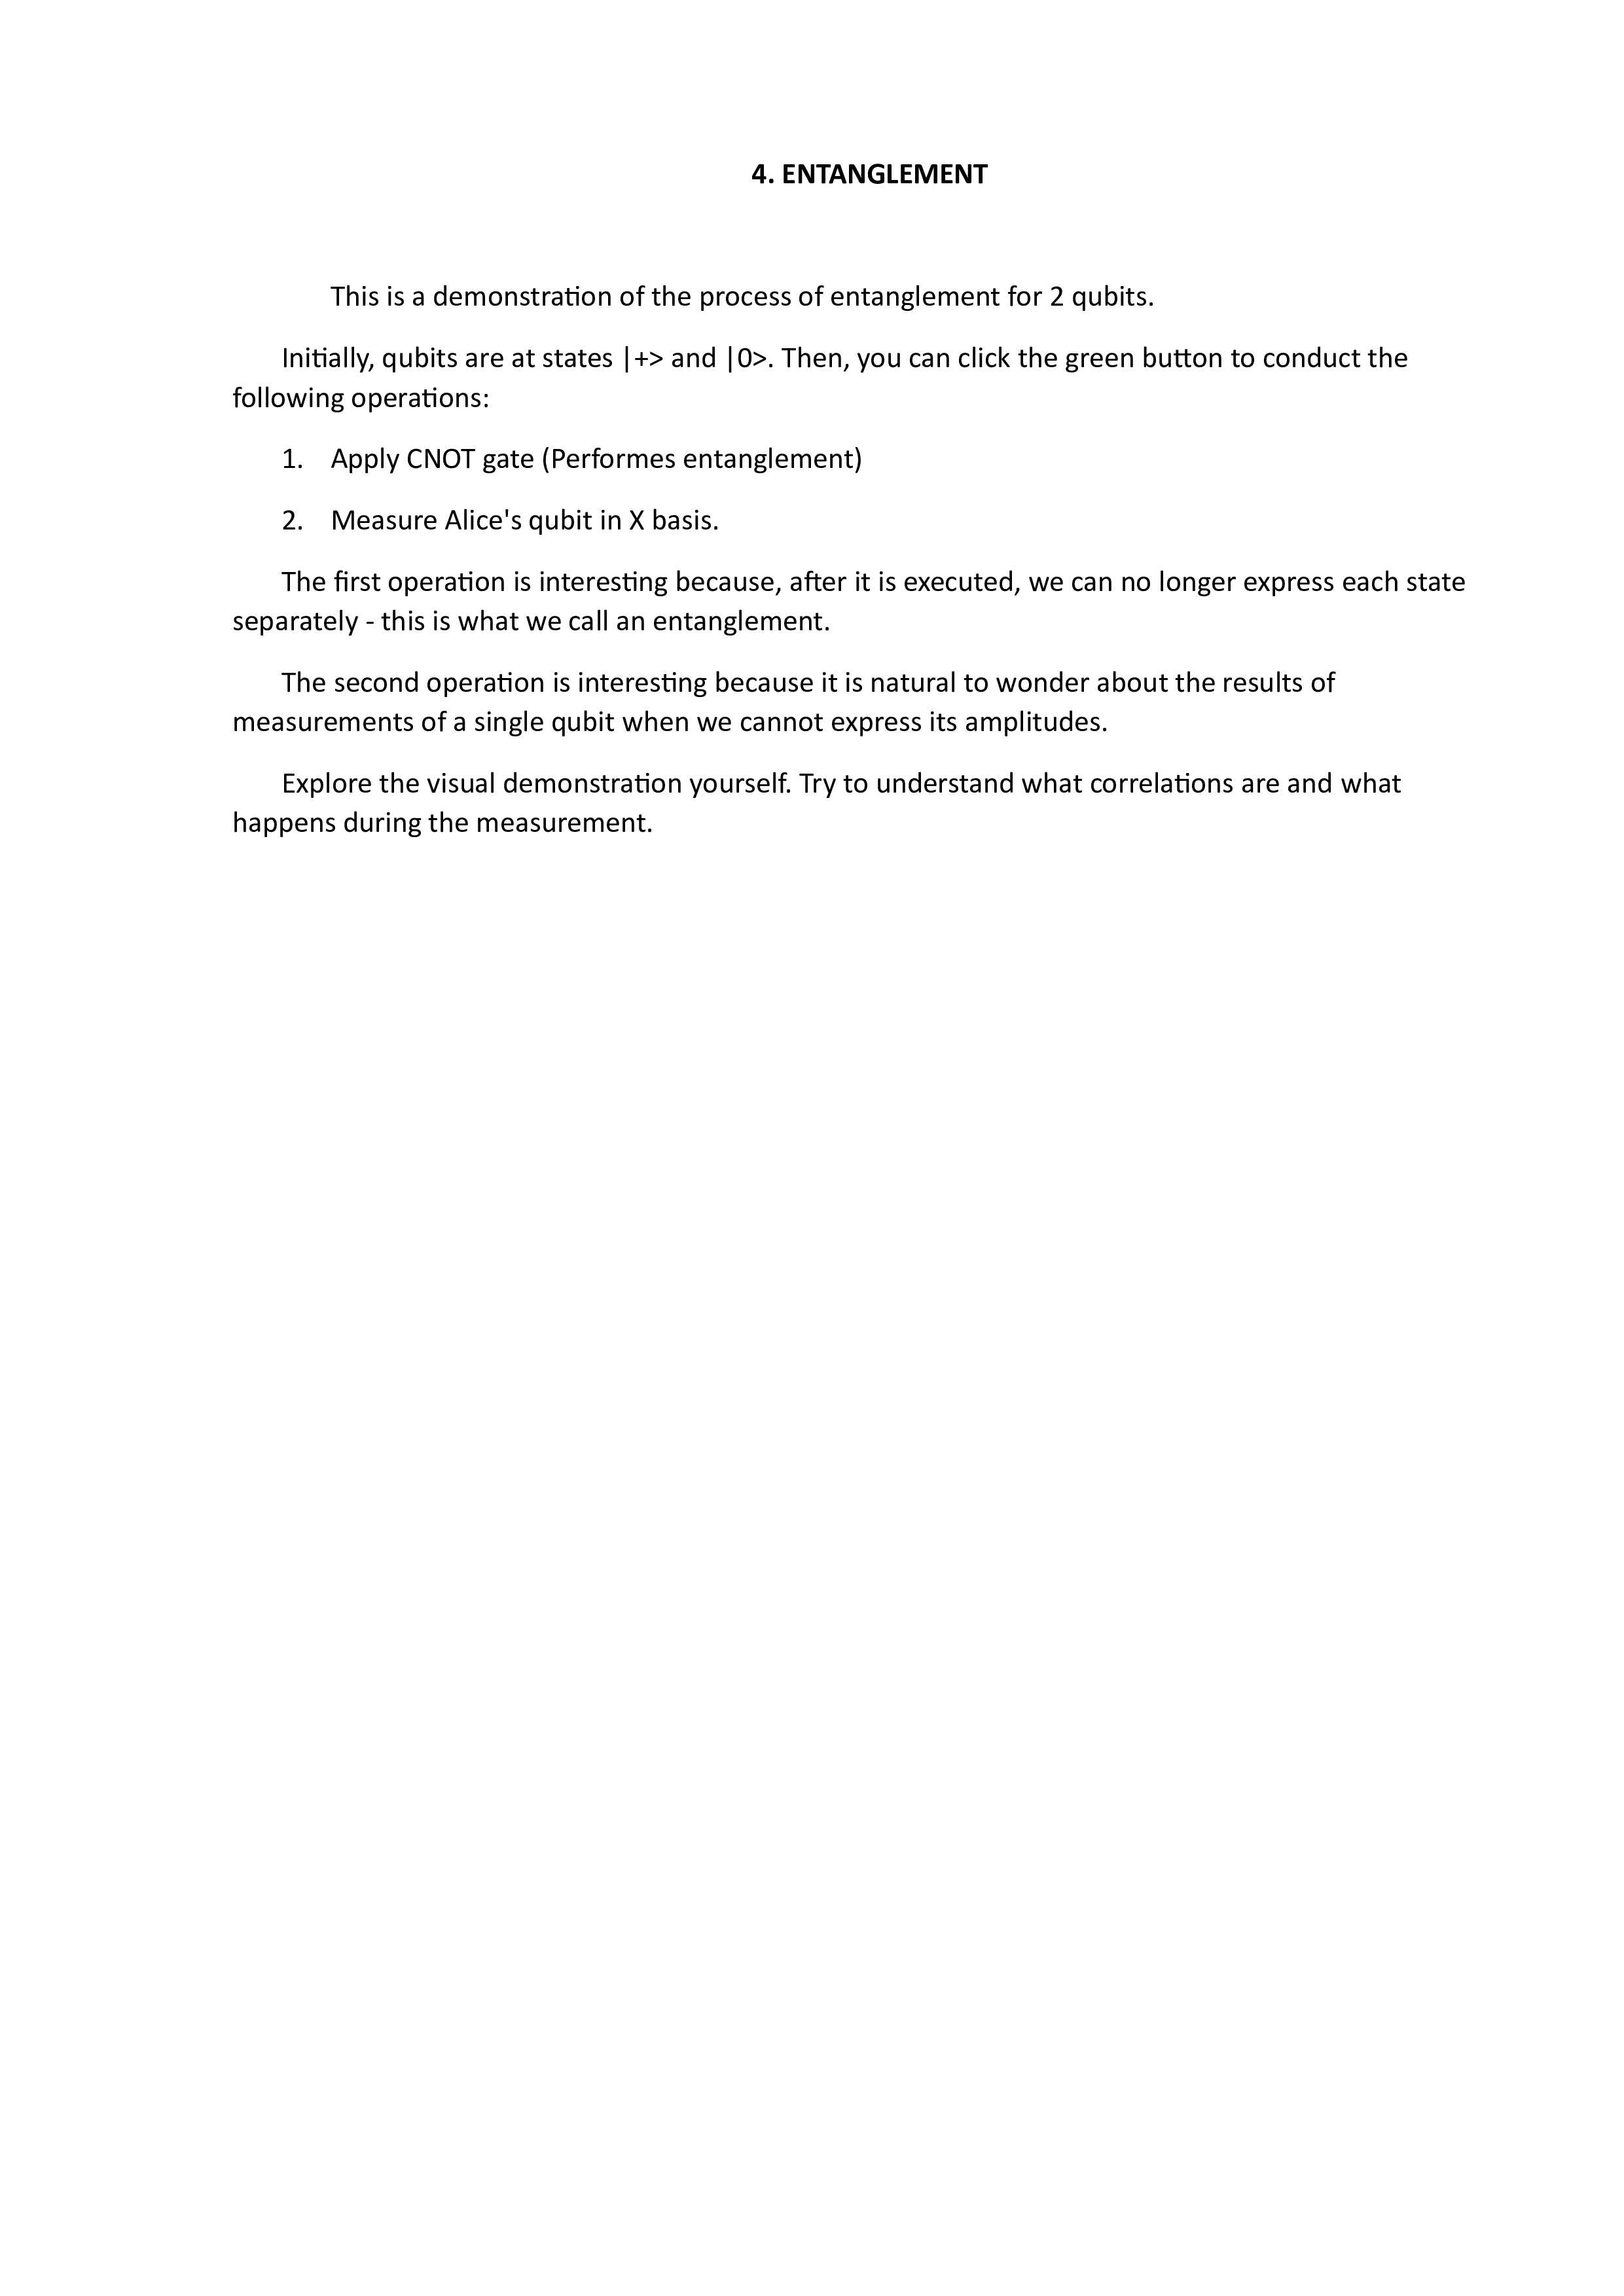 4. ENTANGLEMENT
This is a demonstration of the process of entanglement for 2 qubits.
Initially, qubits are at states |+> and |0>. Then, you can click the green button to conduct the
following operations:
1. Apply CNOT gate (Performes entanglement)
2. Measure Alice's qubit in X basis.
The first operation is interesting because, after it is executed, we can no longer express each state
separately - this is what we call an entanglement.
The second operation is interesting because it is natural to wonder about the results of
measurements of a single qubit when we cannot express its amplitudes.
Explore the visual demonstration yourself. Try to understand what correlations are and what
happens during the measurement.